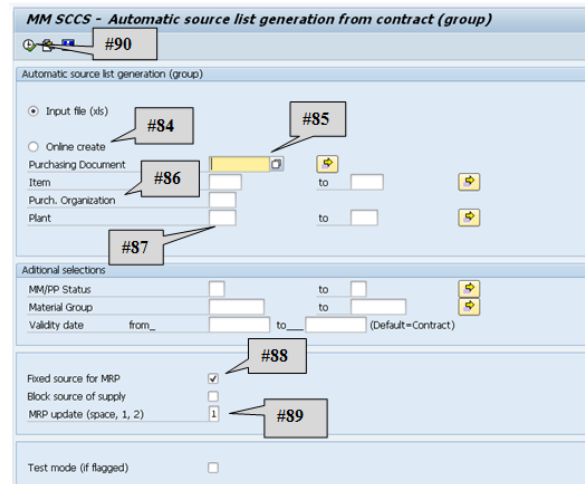 MM SCCS - Automatic source list generation from contract (group)
#90
Automatic source list generation (group)
Input file (xls)
#84
#85
Online create
Purchasing Document
Item to
#86
Purch. Organization
Plant to
#87
Aditional selections
MM/PP Status to
Material Group to
Validity date from_ to___ (Default=Contract)
#88
Fixed source for MRP
Block source of supply
MRP update (space, 1, 2) 1
#89
Test mode (if flagged)